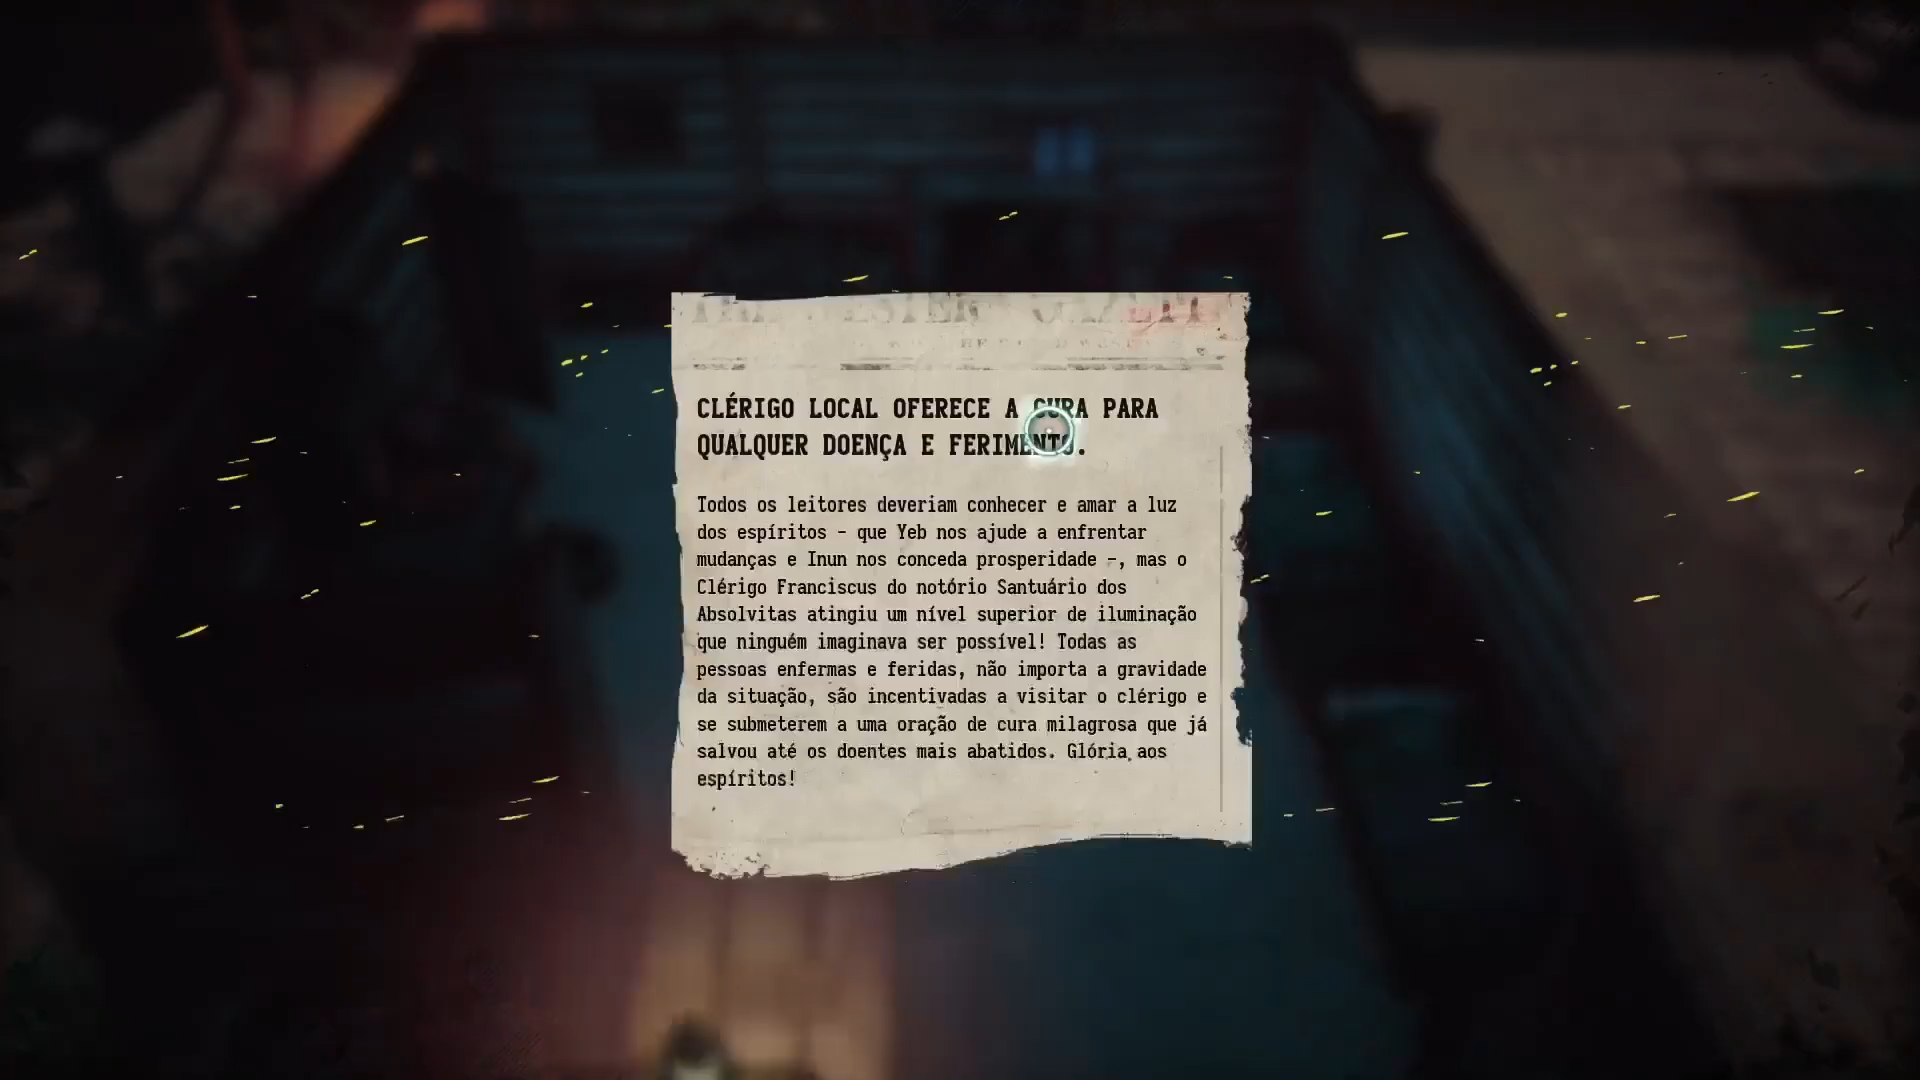 CLÉRIGO LOCAL OFERECE A CURA PARA
QUALQUER DOENÇA E FERIMENTO.
Todos os leitores deveriam conhecer e amar a luz
dos espíritos - que Yeb nos ajude a enfrentar
mudanças e Inun nos conceda prosperidade -, mas o
Clérigo Franciscus do notório Santuário dos
Absolvitas atingiu um nível superior de iluminação
que ninguém imaginava ser possível! Todas as
pessoas enfermas e feridas, não importa a gravidade
da situação, são incentivadas a visitar o clérigo e
se submeterem a uma oração de cura milagrosa que já
salvou até os doentes mais abatidos. Glória aos
espíritos!